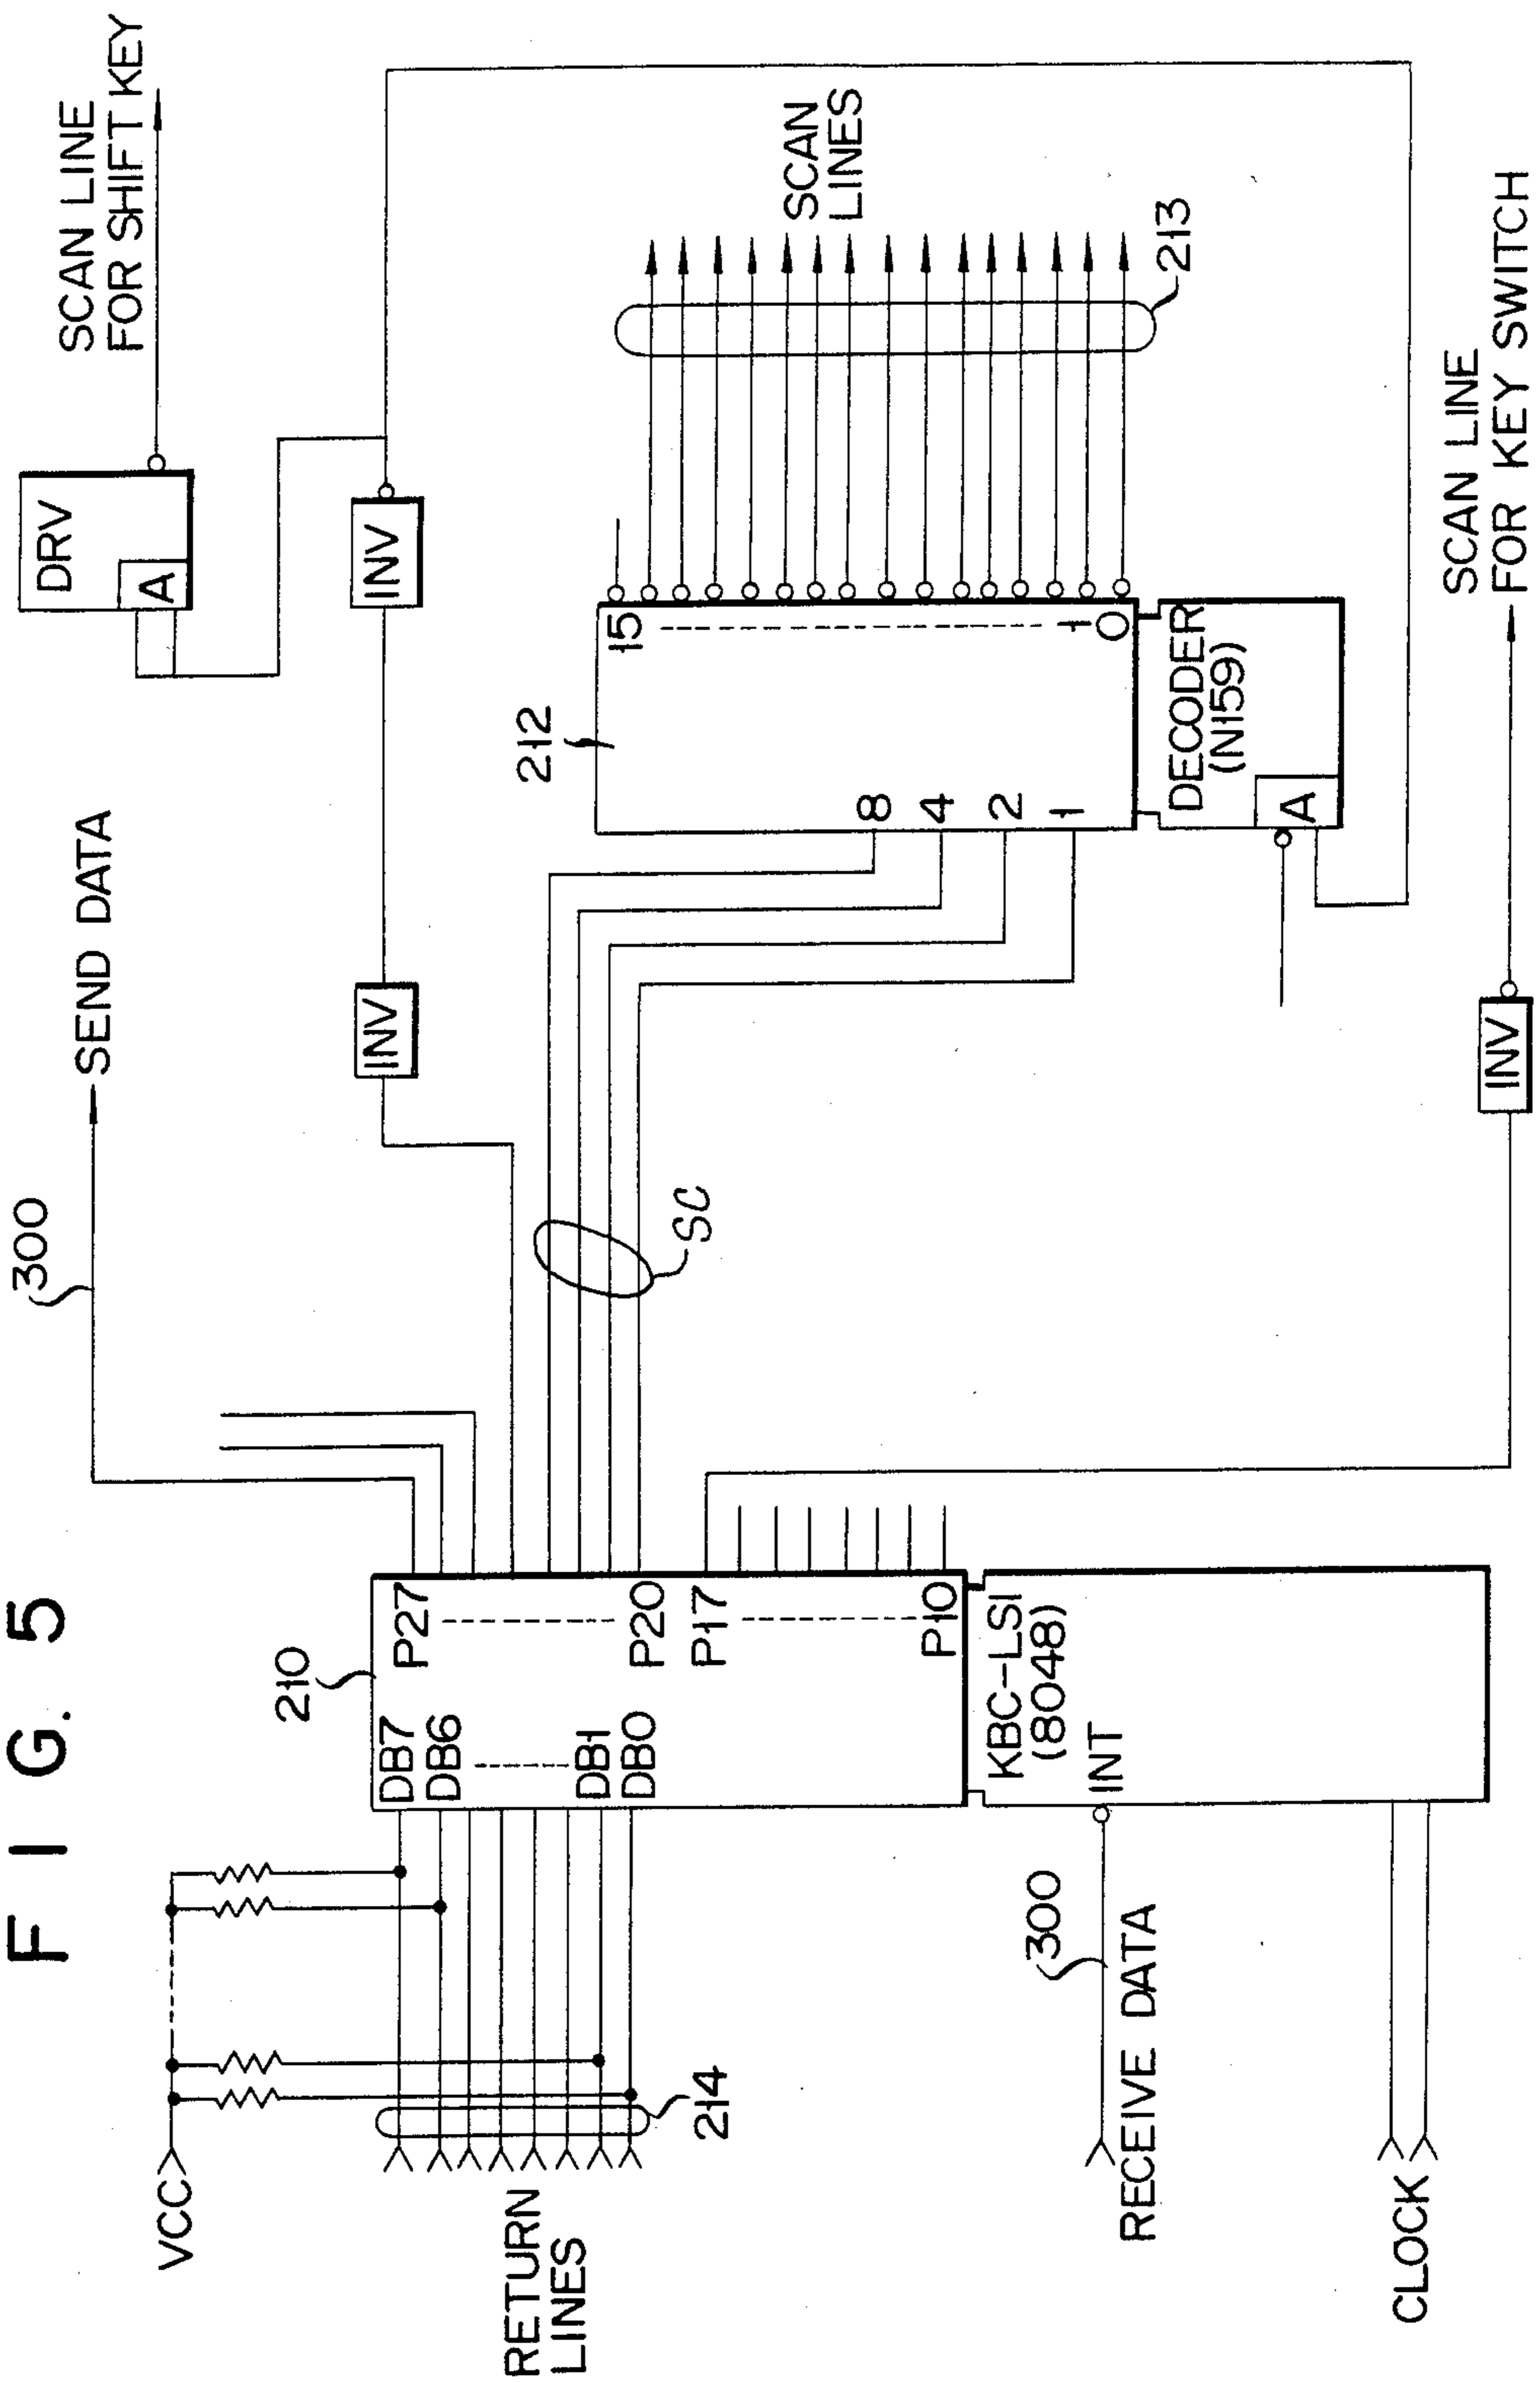 FIG. 5
VCC
RETURN
LINES
214
210
DB7
DB6
DB1
DB0
P27
P20
P17
P10
KBC-LSI
(8048)
INT
300
RECEIVE DATA
CLOCK
300
SEND DATA
SC
INV
INV
DRV
A
SCAN LINE
FOR SHIFT KEY
212
15
1
0
8
4
2
1
DECODER
(N159)
A
SCAN
LINES
213
INV
SCAN LINE
FOR KEY SWITCH